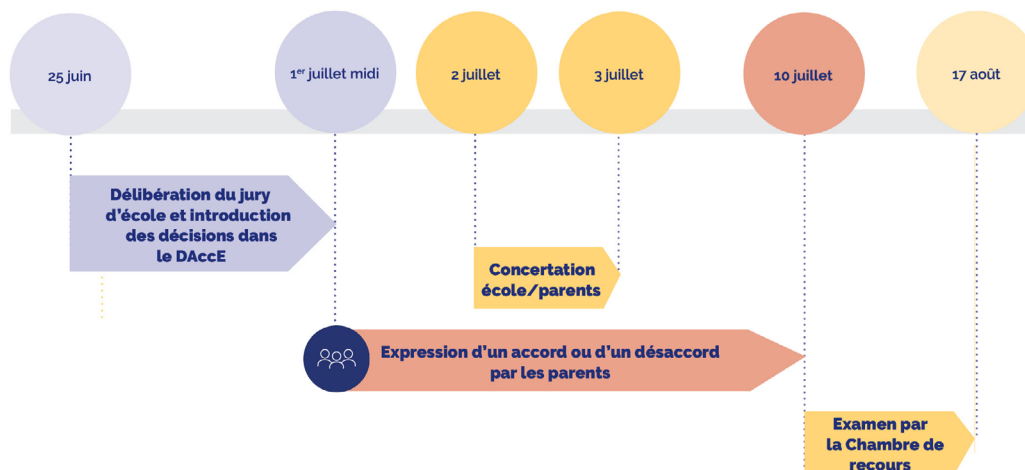 25 juin
1er juillet midi
2 juillet
3 juillet
10 juillet
17 août
Délibération du jury
d'école et introduction
des décisions dans
le DAccE
Concertation
école/parents
Expression d'un accord ou d'un désaccord
par les parents
Examen par
la Chambre de
recours